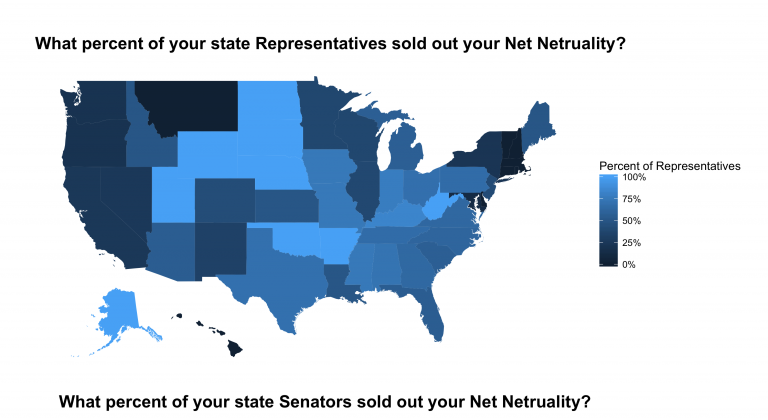 What percent of your state Representatives sold out your Net Netruality?
Percent of Representatives
100%
75%
50%
25%
0%
What percent of your state Senators sold out your Net Netruality?